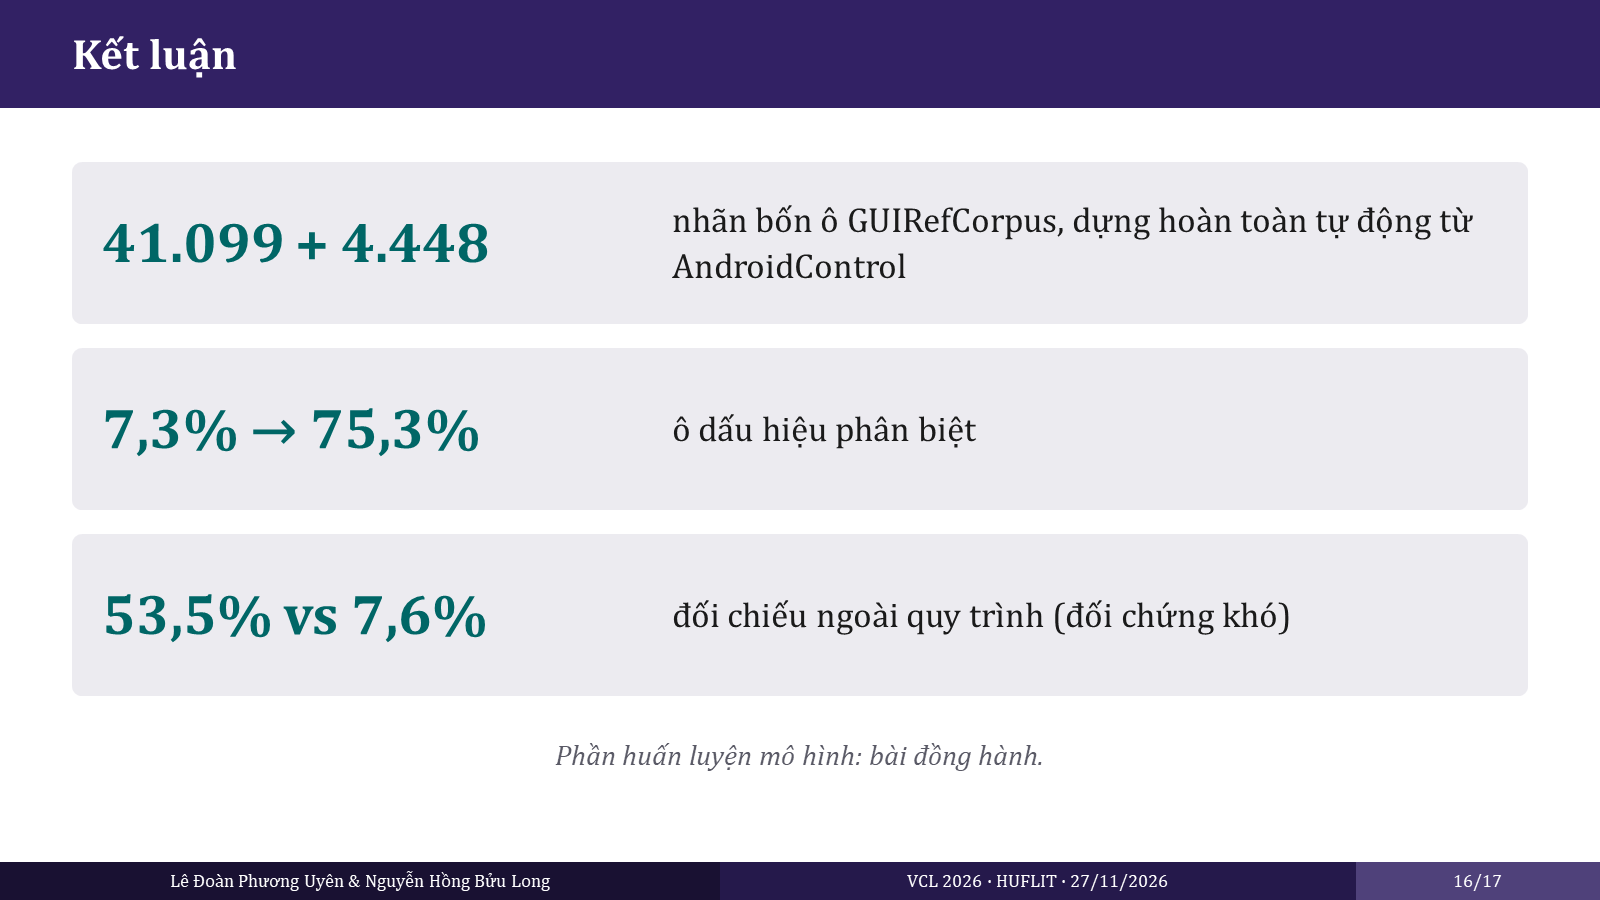 Kết luận
41.099 + 4.448
nhãn bốn ô GUIRefCorpus, dựng hoàn toàn tự động từ
AndroidControl
7,3% → 75,3%
ô dấu hiệu phân biệt
53,5% vs 7,6%
đối chiếu ngoài quy trình (đối chứng khó)
Phần huấn luyện mô hình: bài đồng hành.
Lê Đoàn Phương Uyên & Nguyễn Hồng Bửu Long
VCL 2026 · HUFLIT · 27/11/2026
16/17